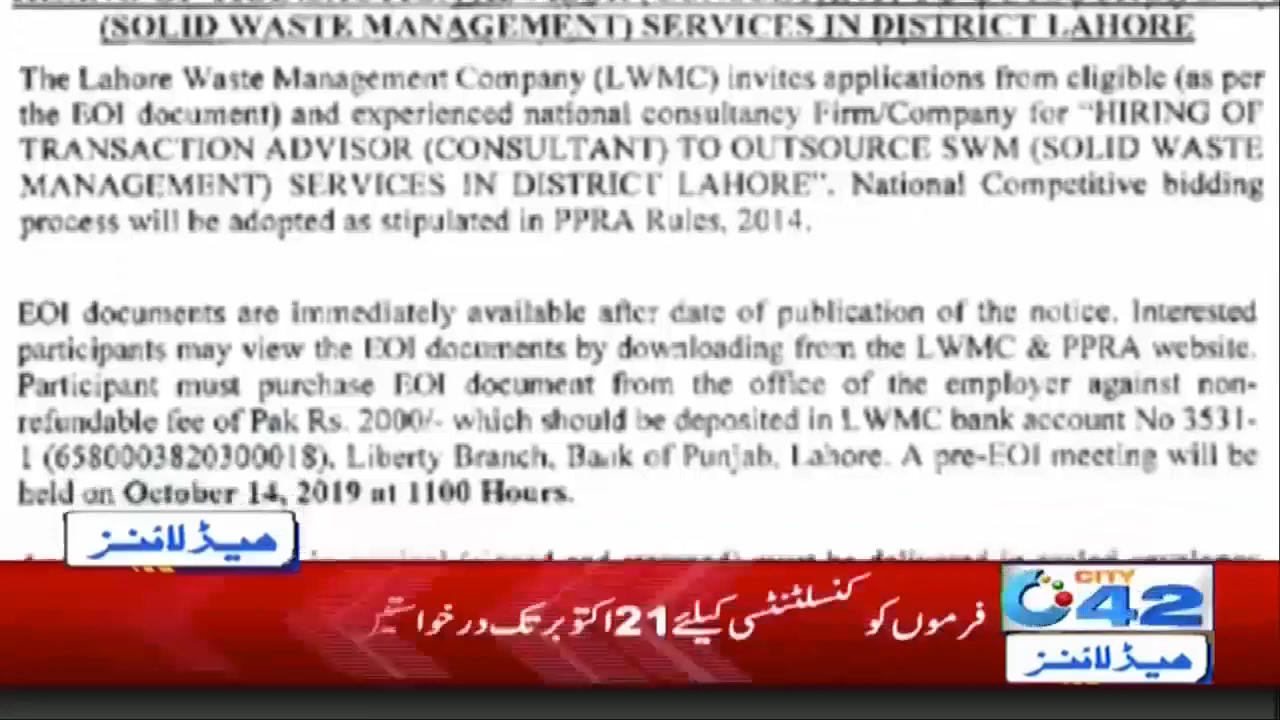 (SOLID WASTE MANAGEMENT) SERVICES IN DISTRICT LAHORE
The Lahore Waste Management Company (LWMC) invites applications from eligible (as per
the EOI document) and experienced national consultancy Firm/Company for "HIRING OF
TRANSACTION ADVISOR (CONSULTANT) TO OUTSOURCE SWM (SOLID WASTE
MANAGEMENT) SERVICES IN DISTRICT LAHORE". National Competitive bidding
process will be adopted as stipulated in PPRA Rules, 2014.
EOI documents are immediately available after date of publication of the notice. Interested
participants may view the EOI documents by downloading from the LWMC & PPRA website.
Participant must purchase EOI document from the office of the employer against non-
refundable fee of Pak Rs. 2000/- which should be deposited in LWMC bank account No 3531-
1 (6580003820300018), Liberty Branch, Bank of Punjab, Lahore. A pre-EOI meeting will be
held on October 14, 2019 at 1100 Hours.
ہیڈلائنز
فرموں کو کنسلٹنٹسی کیلئے 21 اکتوبر تک
CITY
42
ہیڈلائنز